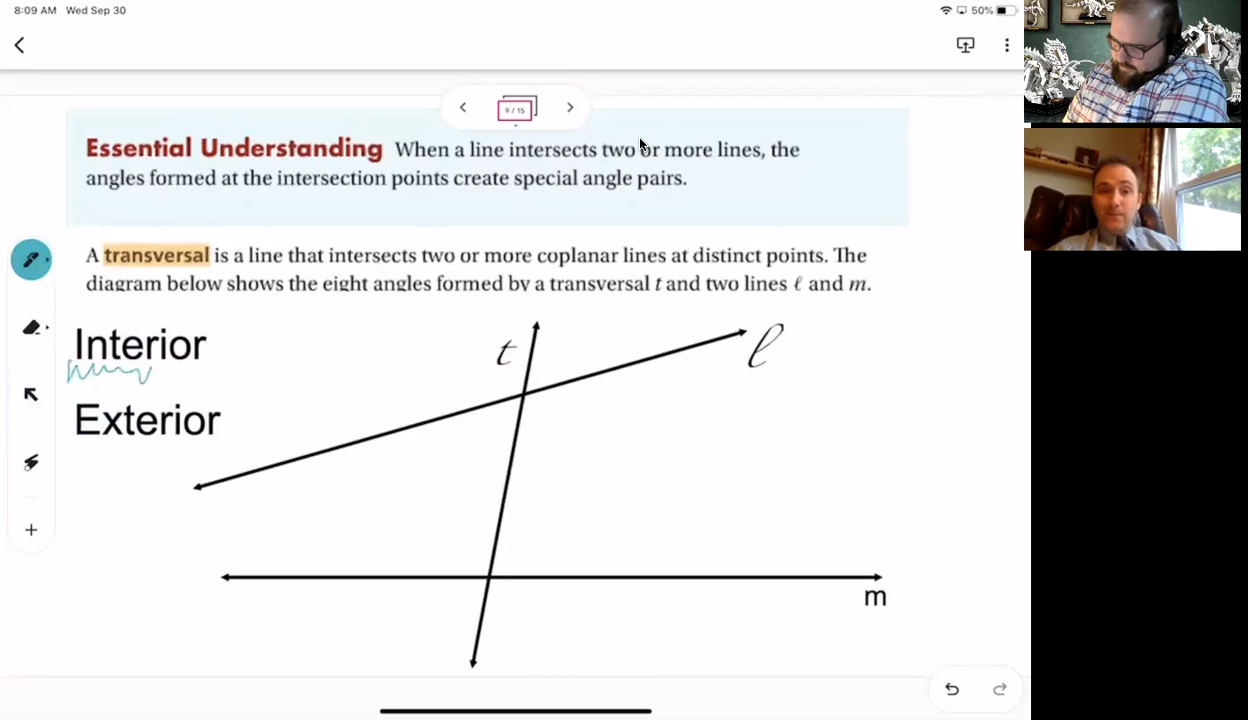 8:09 AM Wed Sep 30
50%
9 / 15
Essential Understanding When a line intersects two or more lines, the
angles formed at the intersection points create special angle pairs.
A transversal is a line that intersects two or more coplanar lines at distinct points. The
diagram below shows the eight angles formed by a transversal t and two lines ℓ and m.
Interior
t
ℓ
Exterior
m